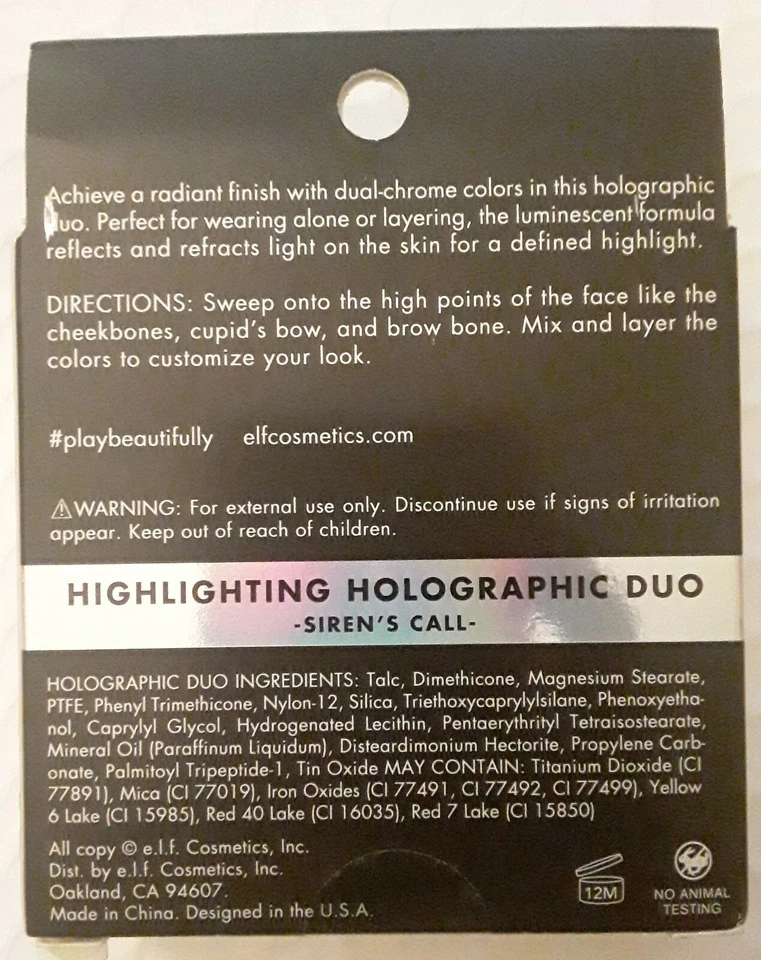 Achieve a radiant finish with dual-chrome colors in this holographic
duo. Perfect for wearing alone or layering, the luminescent formula
reflects and refracts light on the skin for a defined highlight.
DIRECTIONS: Sweep onto the high points of the face like the
cheekbones, cupid's bow, and brow bone. Mix and layer the
colors to customize your look.
#playbeautifully elfcosmetics.com
⚠WARNING: For external use only. Discontinue use if signs of irritation
appear. Keep out of reach of children.
HIGHLIGHTING HOLOGRAPHIC DUO
-SIREN'S CALL-
HOLOGRAPHIC DUO INGREDIENTS: Talc, Dimethicone, Magnesium Stearate,
PTFE, Phenyl Trimethicone, Nylon-12, Silica, Triethoxycaprylylsilane, Phenoxyetha-
nol, Caprylyl Glycol, Hydrogenated Lecithin, Pentaerythrityl Tetraisostearate,
Mineral Oil (Paraffinum Liquidum), Disteardimonium Hectorite, Propylene Carb-
onate, Palmitoyl Tripeptide-1, Tin Oxide MAY CONTAIN: Titanium Dioxide (CI
77891), Mica (CI 77019), Iron Oxides (CI 77491, CI 77492, CI 77499), Yellow
6 Lake (CI 15985), Red 40 Lake (CI 16035), Red 7 Lake (CI 15850)
All copy © e.l.f. Cosmetics, Inc.
Dist. by e.l.f. Cosmetics, Inc.
Oakland, CA 94607.
Made in China. Designed in the U.S.A.
12M
NO ANIMAL
TESTING